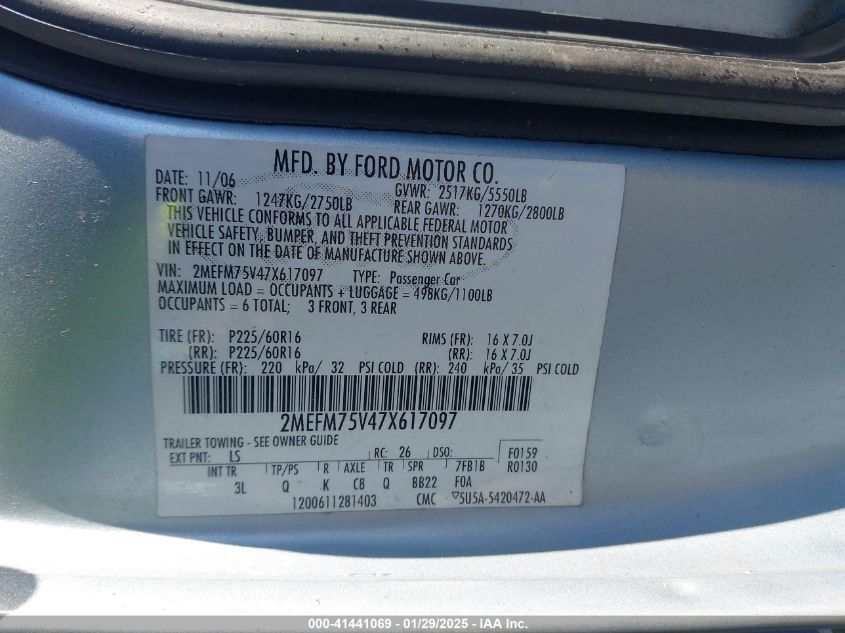 MFD. BY FORD MOTOR CO.
DATE: 11/06 GVWR: 2517KG/5550LB
FRONT GAWR: 1247KG/2750LB REAR GAWR: 1270KG/2800LB
THIS VEHICLE CONFORMS TO ALL APPLICABLE FEDERAL MOTOR
VEHICLE SAFETY, BUMPER, AND THEFT PREVENTION STANDARDS
IN EFFECT ON THE DATE OF MANUFACTURE SHOWN ABOVE.
VIN: 2MEFM75V47X617097 TYPE: Passenger Car
MAXIMUM LOAD = OCCUPANTS + LUGGAGE = 498KG/1100LB
OCCUPANTS = 6 TOTAL; 3 FRONT, 3 REAR
TIRE (FR): P225/60R16 RIMS (FR): 16 X 7.0J
(RR): P225/60R16 (RR): 16 X 7.0J
PRESSURE (FR): 220 kPa/ 32 PSI COLD (RR): 240 kPa/ 35 PSI COLD
2MEFM75V47X617097
TRAILER TOWING - SEE OWNER GUIDE
EXT PNT: LS RC: 26 DSO: F0159
INT TR TP/PS R AXLE TR SPR 7FB1B R0130
3L Q K C8 Q BB22 F0A
1200611281403 CMC ▽5U5A-5420472-AA
000-41441069 - 01/29/2025 - IAA Inc.